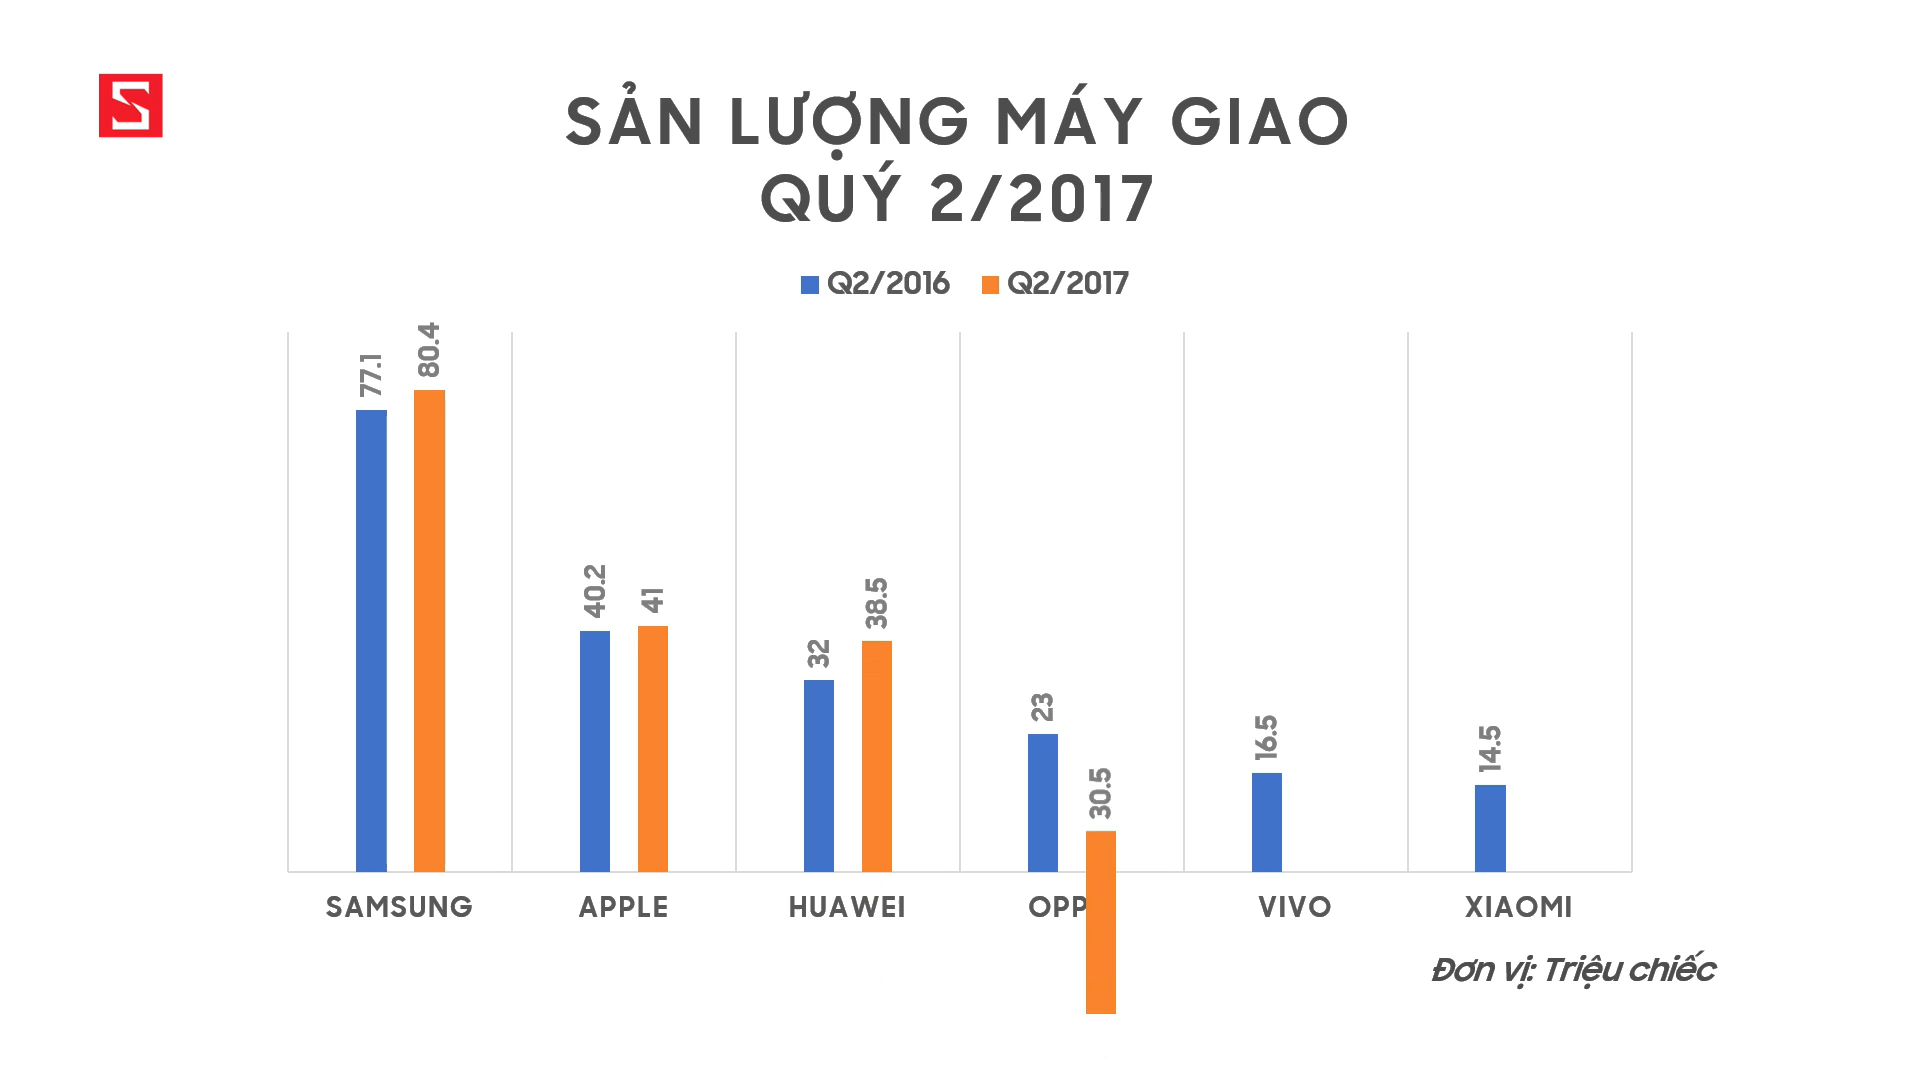 SẢN LƯỢNG MÁY GIAO
QUÝ 2/2017
Q2/2016 Q2/2017
77.1 80.4 40.2 41 32 38.5 23 30.5 16.5 14.5
SAMSUNG APPLE HUAWEI OPP VIVO XIAOMI
Đơn vị: Triệu chiếc